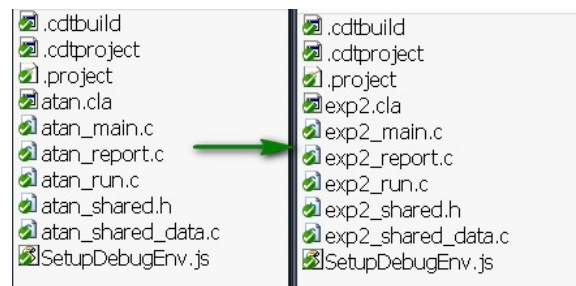 .cdtbuild
.cdtproject
.project
atan.cla
atan_main.c
atan_report.c
atan_run.c
atan_shared.h
atan_shared_data.c
SetupDebugEnv.js
.cdtbuild
.cdtproject
.project
exp2.cla
exp2_main.c
exp2_report.c
exp2_run.c
exp2_shared.h
exp2_shared_data.c
SetupDebugEnv.js